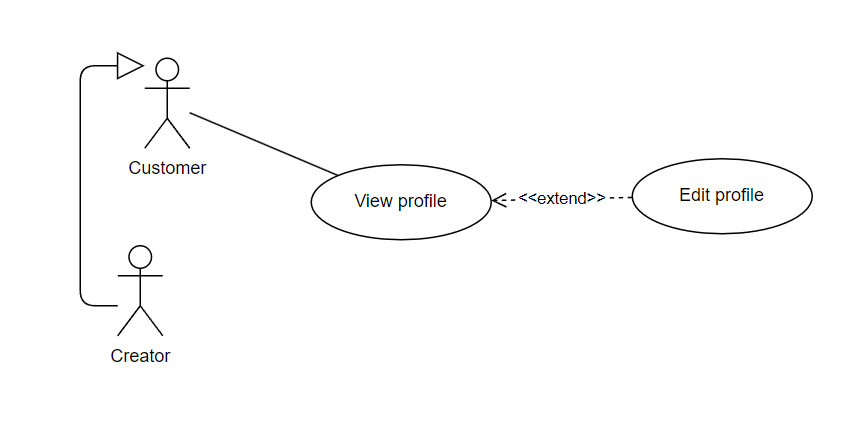 Customer
View profile
<<extend>>
Edit profile
Creator